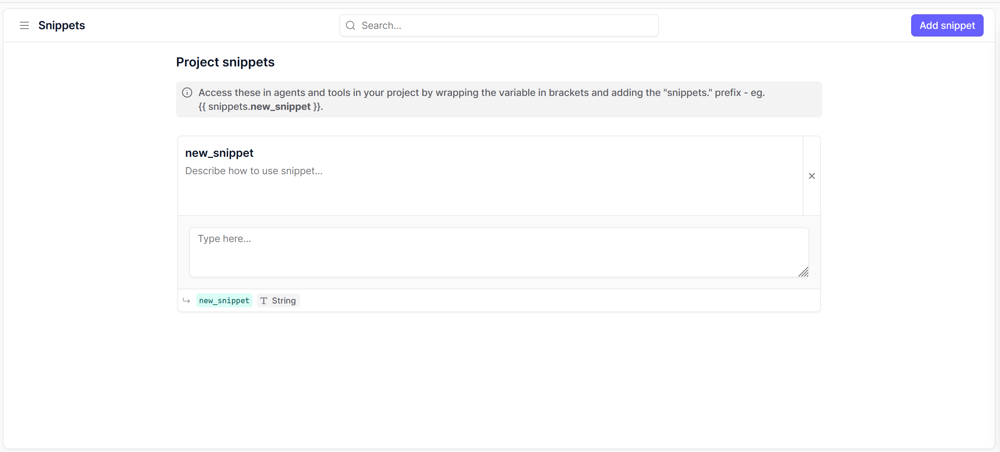 Snippets
Search...
Add snippet
Project snippets
Access these in agents and tools in your project by wrapping the variable in brackets and adding the "snippets." prefix - eg.
{{ snippets.new_snippet }}.
new_snippet
Describe how to use snippet...
Type here...
new_snippet
String